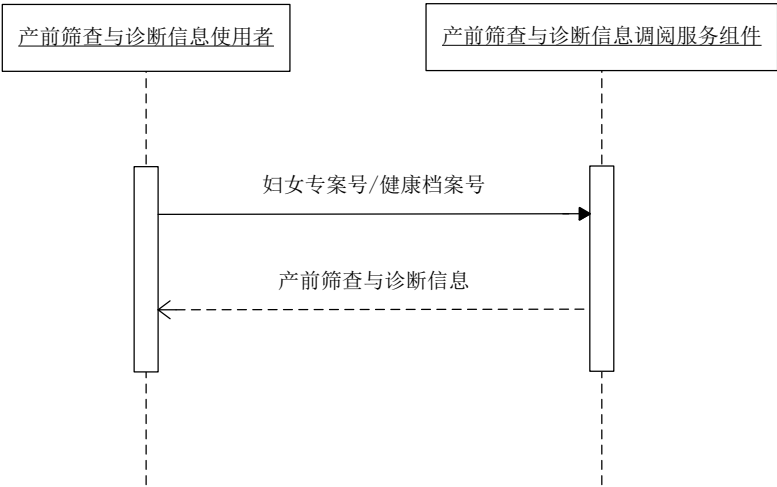 产前筛查与诊断信息使用者
产前筛查与诊断信息调阅服务组件
妇女专案号/健康档案号
产前筛查与诊断信息